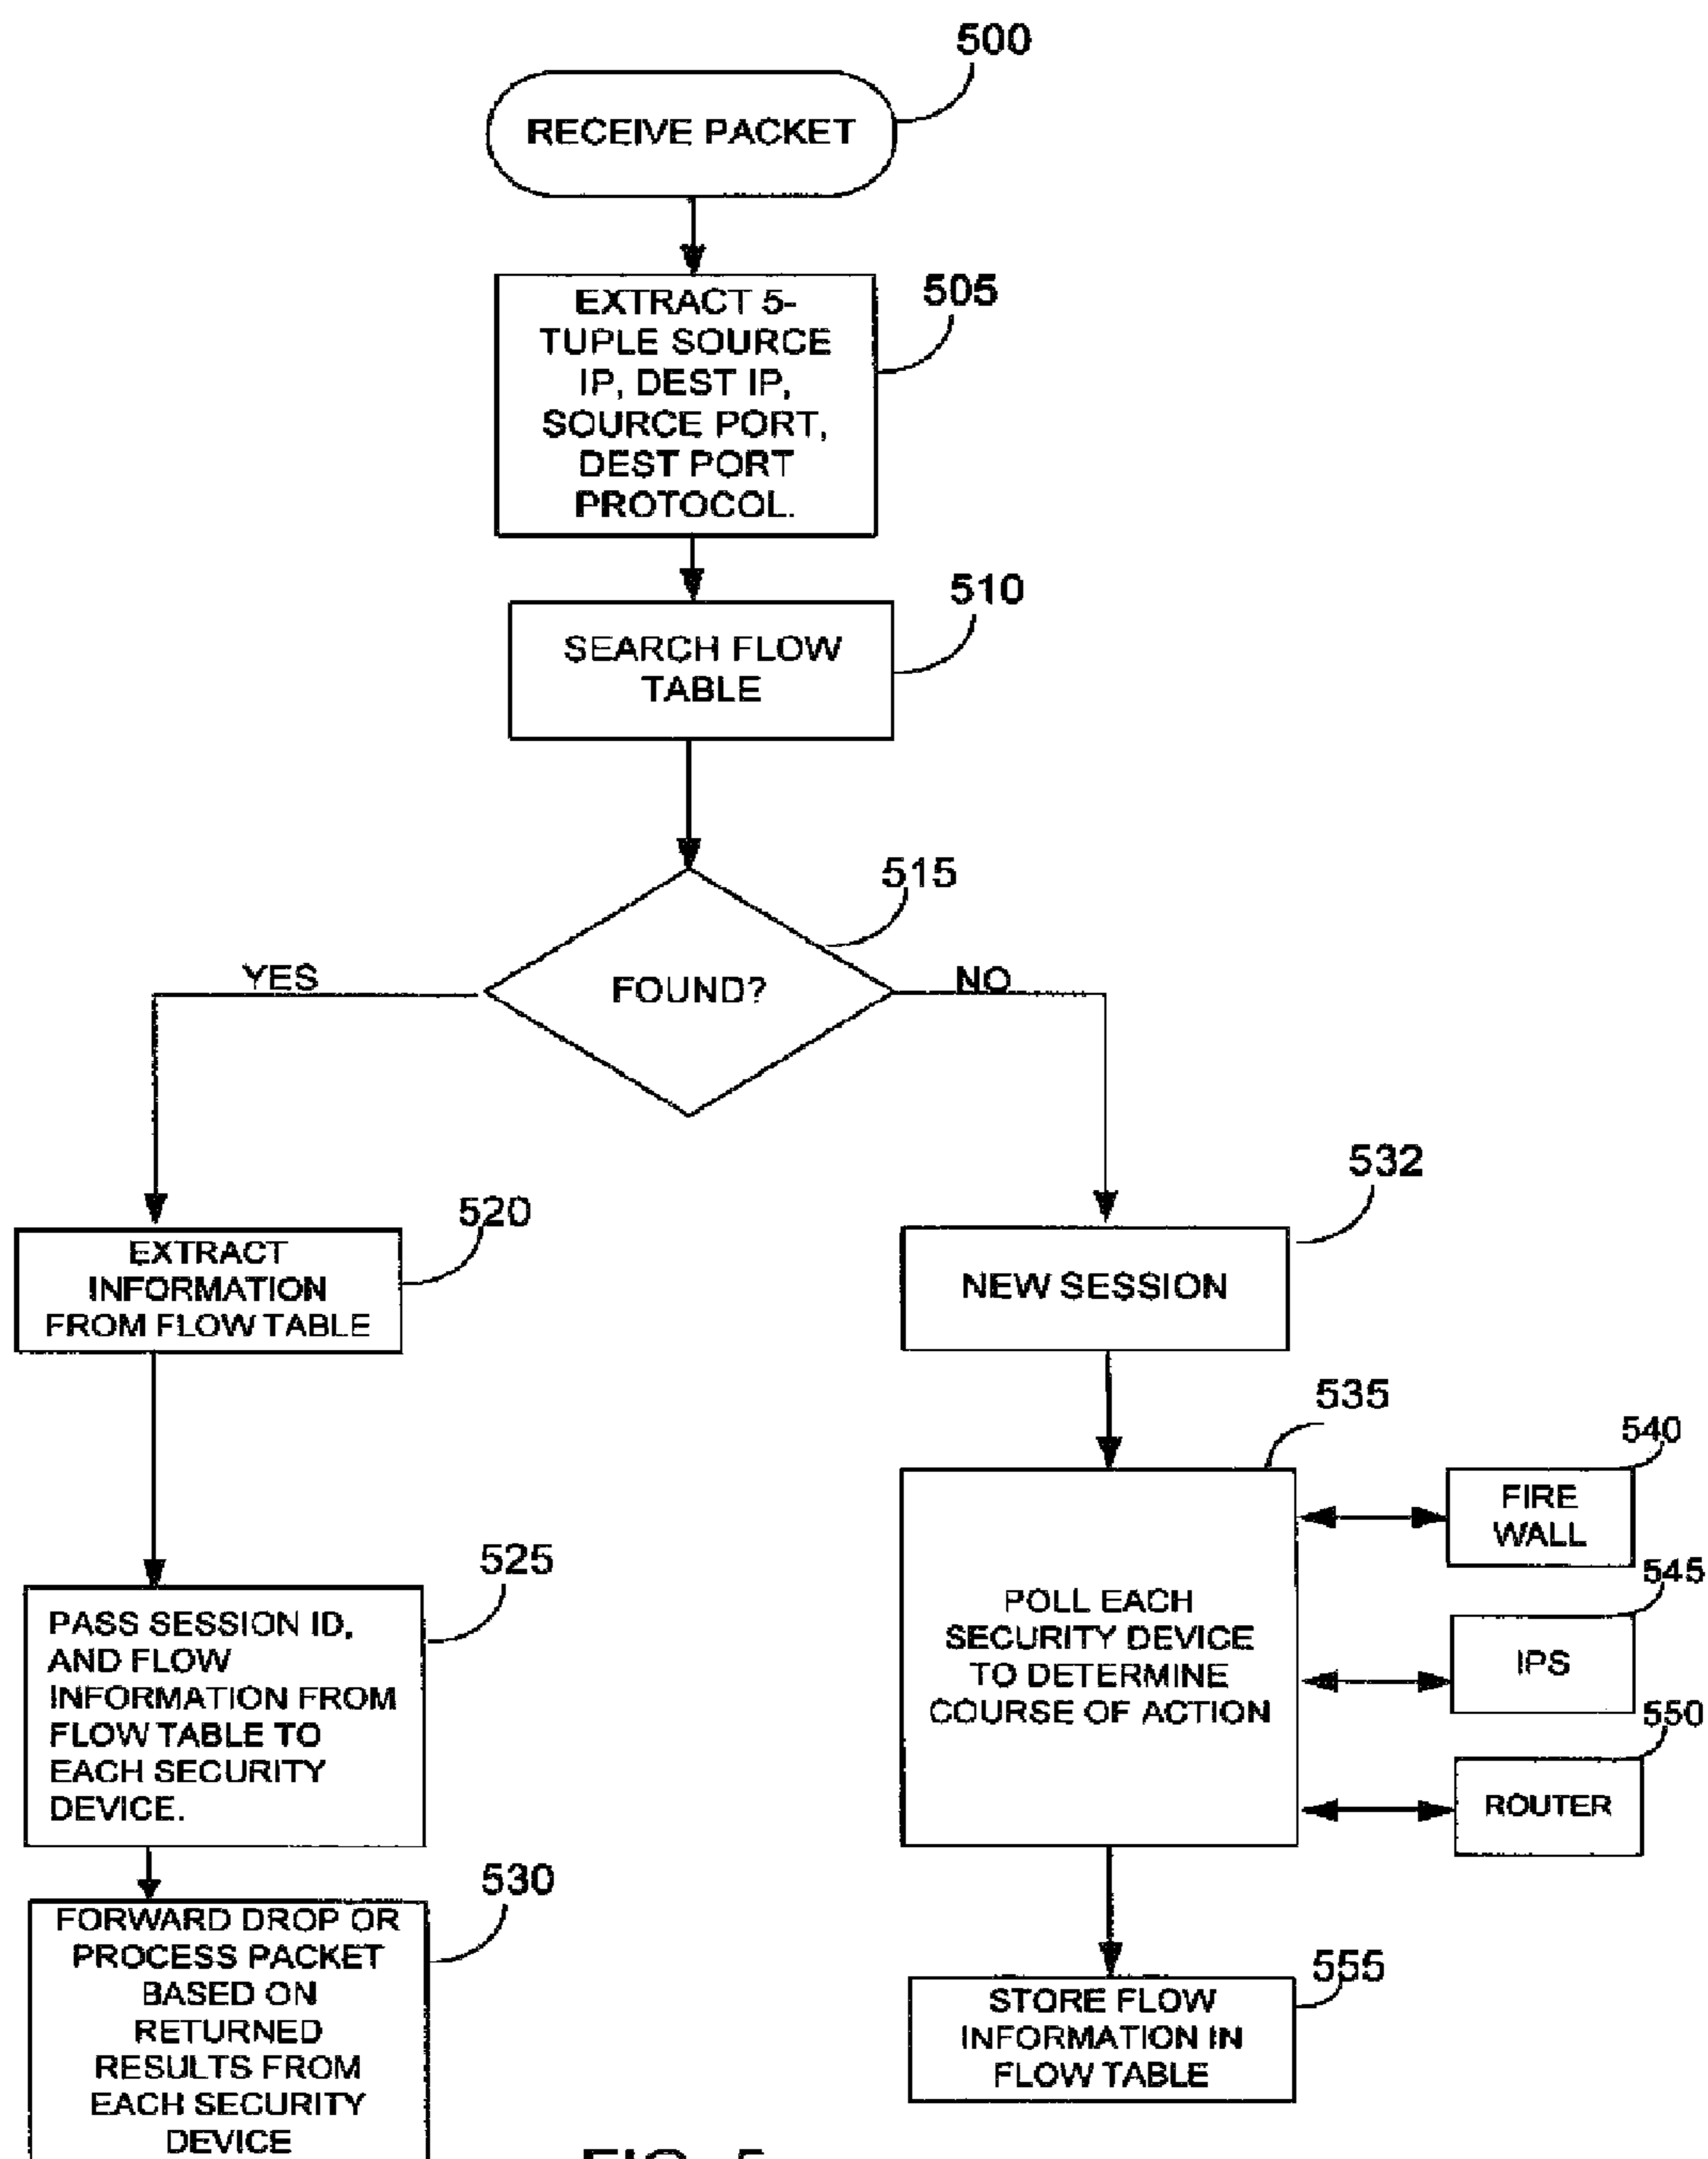 500
RECEIVE PACKET
505
EXTRACT 5-
TUPLE SOURCE
IP, DEST IP,
SOURCE PORT,
DEST PORT
PROTOCOL.
510
SEARCH FLOW
TABLE
515
YES
FOUND?
NO
520
EXTRACT
INFORMATION
FROM FLOW TABLE
532
NEW SESSION
525
PASS SESSION ID,
AND FLOW
INFORMATION FROM
FLOW TABLE TO
EACH SECURITY
DEVICE.
535
POLL EACH
SECURITY DEVICE
TO DETERMINE
COURSE OF ACTION
540
FIRE
WALL
545
IPS
550
ROUTER
530
FORWARD DROP OR
PROCESS PACKET
BASED ON
RETURNED
RESULTS FROM
EACH SECURITY
DEVICE
555
STORE FLOW
INFORMATION IN
FLOW TABLE